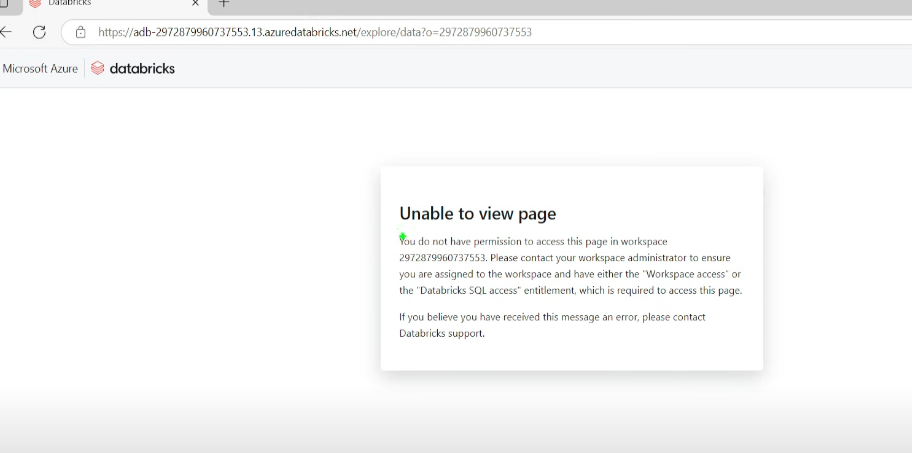 Databricks
https://adb-2972879960737553.13.azuredatabricks.net/explore/data?o=2972879960737553
Microsoft Azure databricks
Unable to view page
You do not have permission to access this page in workspace
2972879960737553. Please contact your workspace administrator to ensure
you are assigned to the workspace and have either the "Workspace access" or
the "Databricks SQL access" entitlement, which is required to access this page.
If you believe you have received this message an error, please contact
Databricks support.